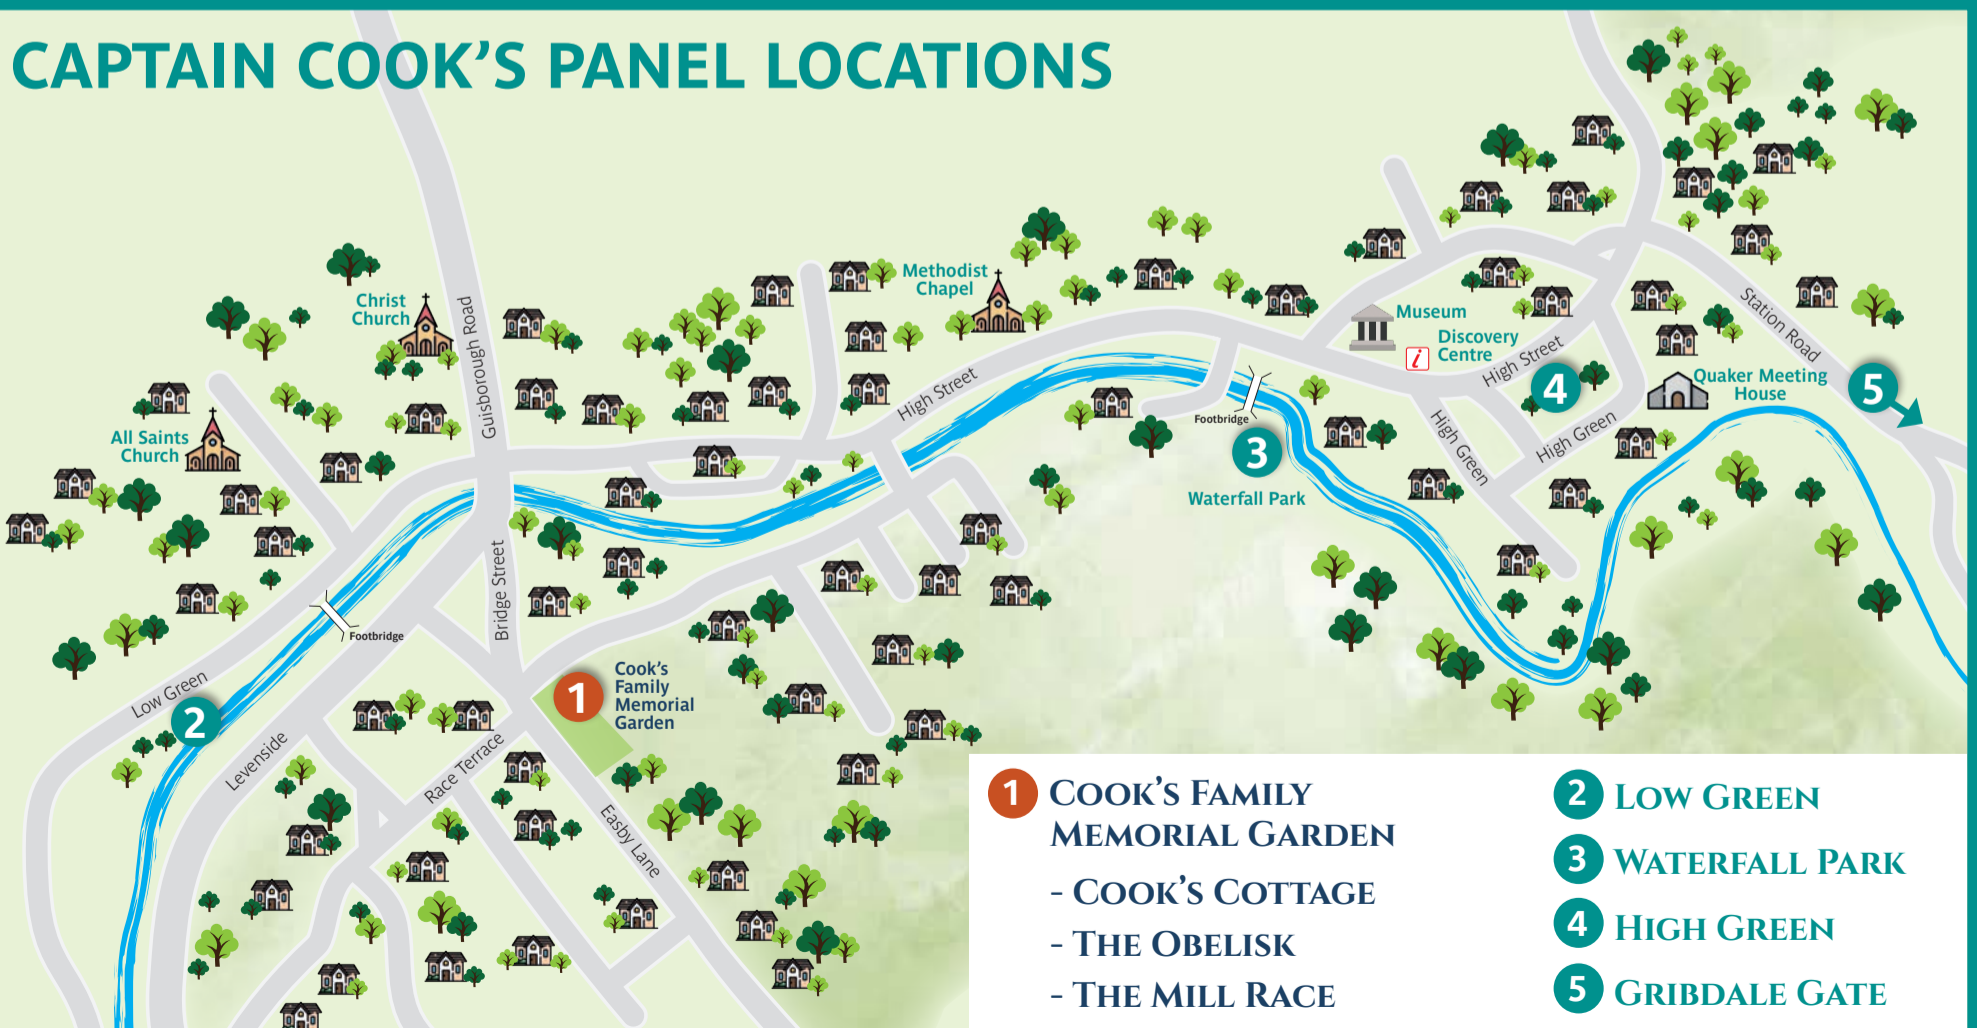 CAPTAIN COOK'S PANEL LOCATIONS
Christ
Church
Guisborough Road
All Saints
Church
Methodist
Chapel
High Street
Museum
i
Discovery
Centre
High Street
4
Station Road
Quaker Meeting
House
5
High Green
High Green
Footbridge
3
Waterfall Park
Bridge Street
Footbridge
Low Green
2
Levenside
Race Terrace
1
Cook's
Family
Memorial
Garden
Easby Lane
1 Cook's Family
Memorial Garden
- Cook's Cottage
- The Obelisk
- The Mill Race
2 Low Green
3 Waterfall Park
4 High Green
5 Gribdale Gate